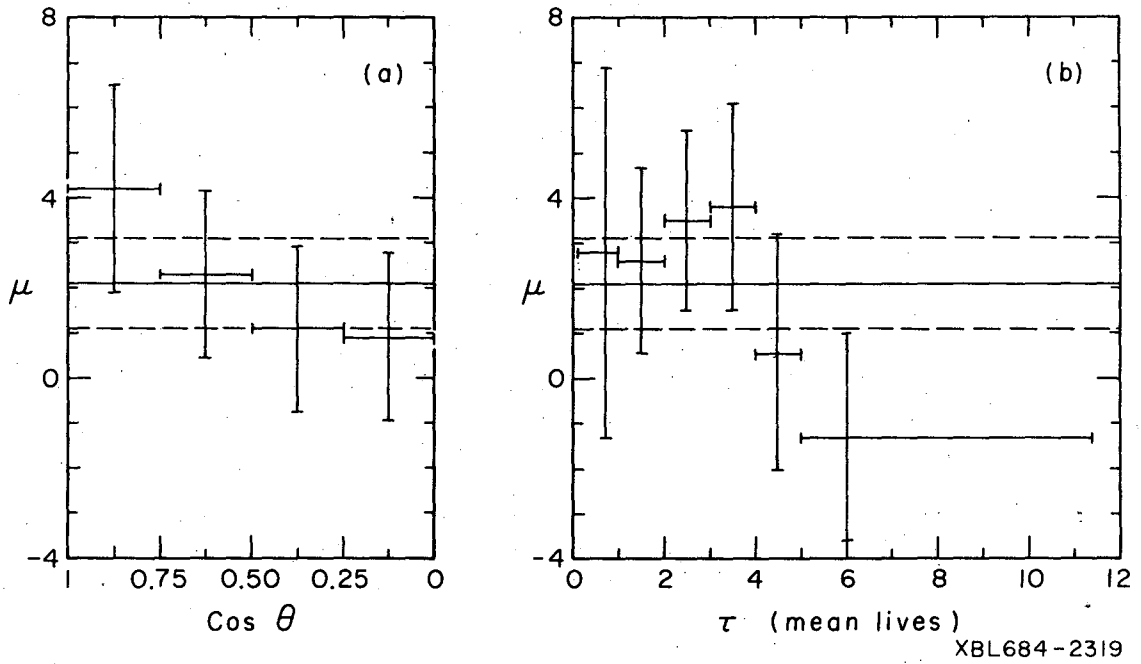 8
4
0
-4
μ
(a)
1 0.75 0.50 0.25 0
Cos θ
8
4
0
-4
μ
(b)
0 2 4 6 8 10 12
τ (mean lives)
XBL684-2319